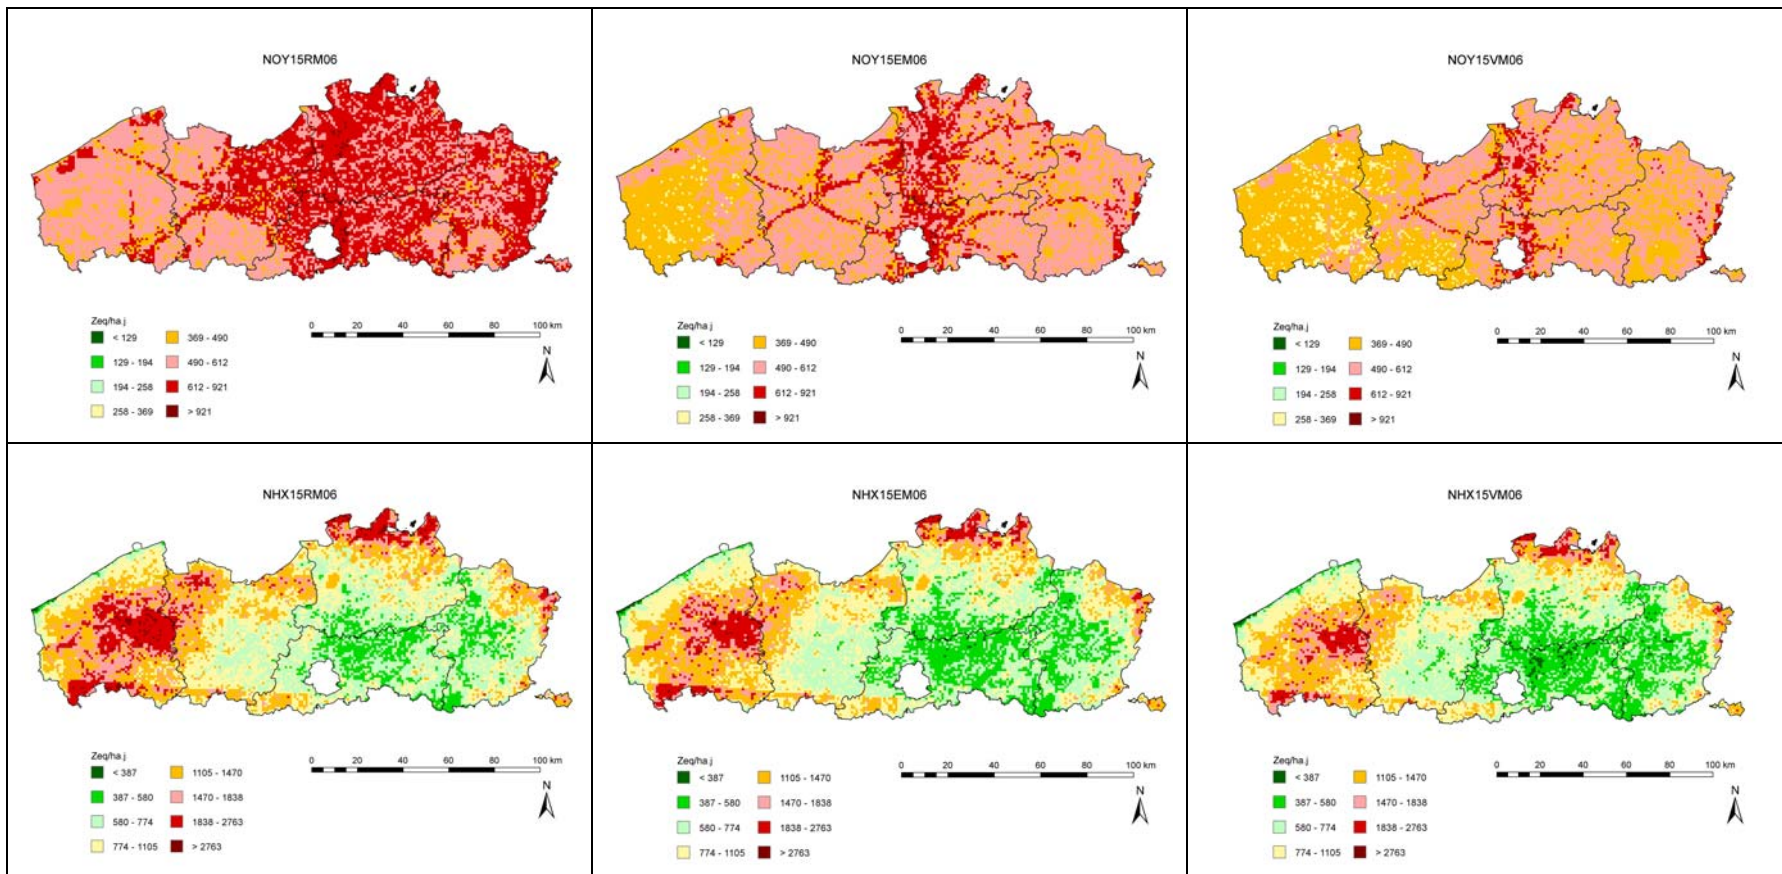 NOY15RM06
Zeq/ha.j
0 20 40 60 80 100 km
< 129 369 - 490
129 - 194 490 - 612
194 - 258 612 - 921
258 - 369 > 921
N
NOY15EM06
Zeq/ha.j
0 20 40 60 80 100 km
< 129 369 - 490
129 - 194 490 - 612
194 - 258 612 - 921
258 - 369 > 921
N
NOY15VM06
Zeq/ha.j
0 20 40 60 80 100 km
< 129 369 - 490
129 - 194 490 - 612
194 - 258 612 - 921
258 - 369 > 921
N
NHX15RM06
Zeq/ha.j
0 20 40 60 80 100 km
< 387 1105 - 1470
387 - 580 1470 - 1838
580 - 774 1838 - 2763
774 - 1105 > 2763
N
NHX15EM06
Zeq/ha.j
0 20 40 60 80 100 km
< 387 1105 - 1470
387 - 580 1470 - 1838
580 - 774 1838 - 2763
774 - 1105 > 2763
N
NHX15VM06
Zeq/ha.j
0 20 40 60 80 100 km
< 387 1105 - 1470
387 - 580 1470 - 1838
580 - 774 1838 - 2763
774 - 1105 > 2763
N